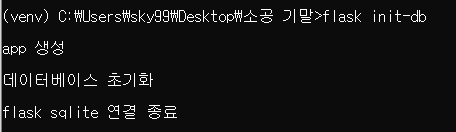 (venv) C:₩Users₩sky99₩Desktop₩소공 기말>flask init-db
app 생성
데이터베이스 초기화
flask sqlite 연결 종료